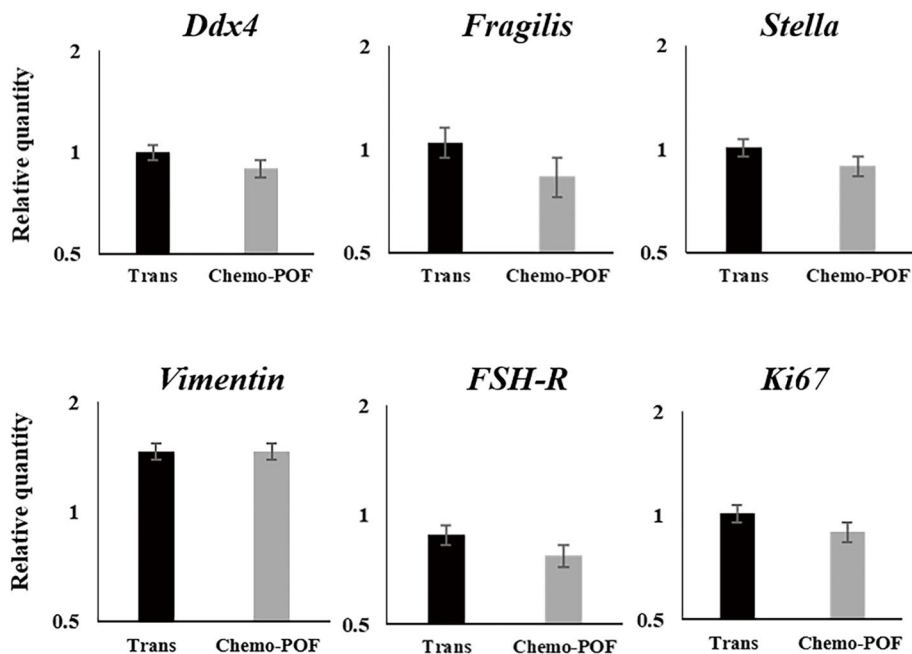 Ddx4
Relative quantity
2
1
0.5
Trans Chemo-POF
Fragilis
2
1
0.5
Trans Chemo-POF
Stella
2
1
0.5
Trans Chemo-POF
Vimentin
Relative quantity
2
1
0.5
Trans Chemo-POF
FSH-R
2
1
0.5
Trans Chemo-POF
Ki67
2
1
0.5
Trans Chemo-POF